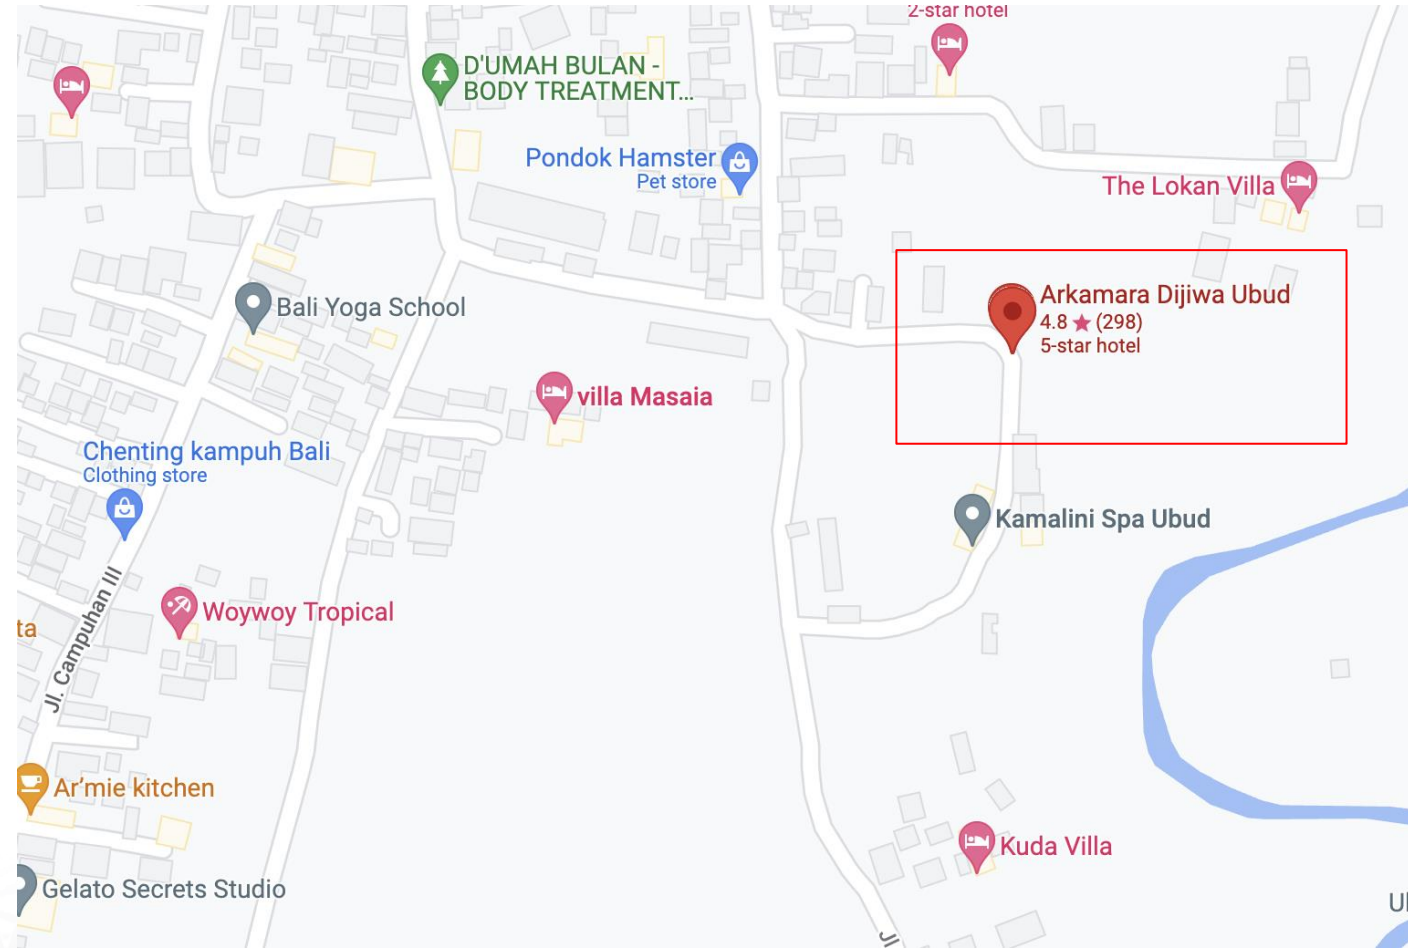 2-star hotel
D'UMAH BULAN -
BODY TREATMENT...
Pondok Hamster
Pet store
The Lokan Villa
Arkamara Dijiwa Ubud
4.8 ★ (298)
5-star hotel
Bali Yoga School
villa Masaia
Chenting kampuh Bali
Clothing store
Kamalini Spa Ubud
Jl. Campuhan III
Woywoy Tropical
ta
Ar'mie kitchen
Kuda Villa
Gelato Secrets Studio
Jl